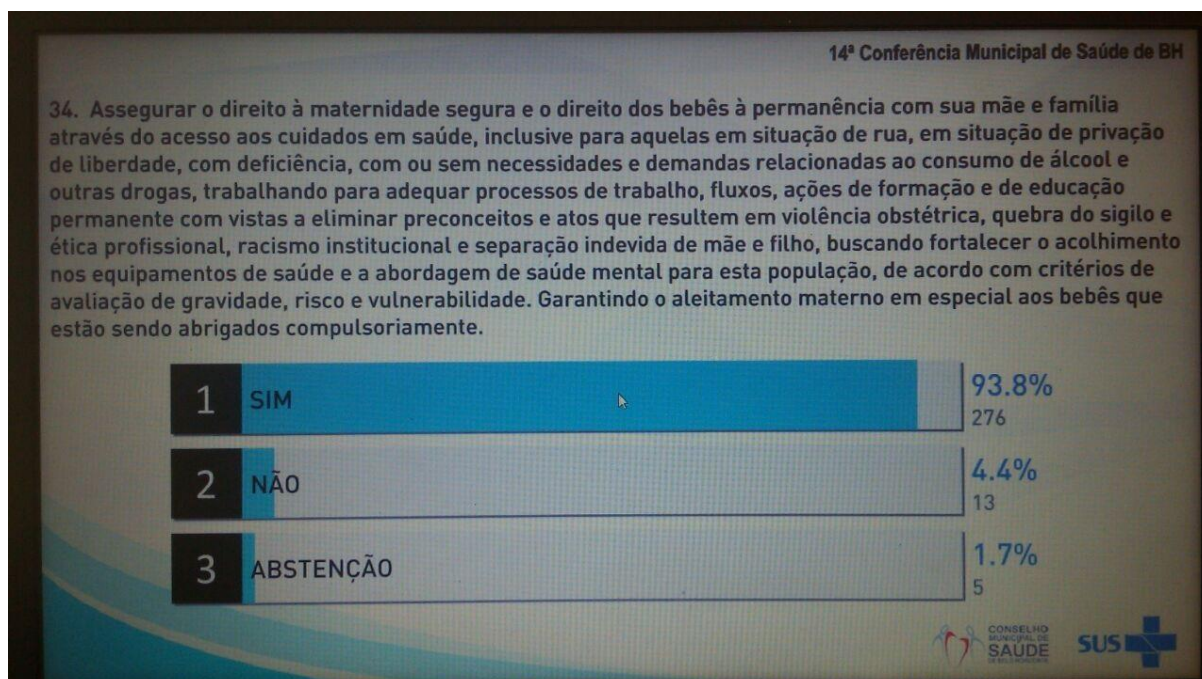 14ª Conferência Municipal de Saúde de BH
34. Assegurar o direito à maternidade segura e o direito dos bebês à permanência com sua mãe e família
através do acesso aos cuidados em saúde, inclusive para aquelas em situação de rua, em situação de privação
de liberdade, com deficiência, com ou sem necessidades e demandas relacionadas ao consumo de álcool e
outras drogas, trabalhando para adequar processos de trabalho, fluxos, ações de formação e de educação
permanente com vistas a eliminar preconceitos e atos que resultem em violência obstétrica, quebra do sigilo e
ética profissional, racismo institucional e separação indevida de mãe e filho, buscando fortalecer o acolhimento
nos equipamentos de saúde e a abordagem de saúde mental para esta população, de acordo com critérios de
avaliação de gravidade, risco e vulnerabilidade. Garantindo o aleitamento materno em especial aos bebês que
estão sendo abrigados compulsoriamente.
1 SIM 93.8%
276
2 NÃO 4.4%
13
3 ABSTENÇÃO 1.7%
5
CONSELHO
MUNICIPAL DE
SAÚDE
DE BELO HORIZONTE
SUS